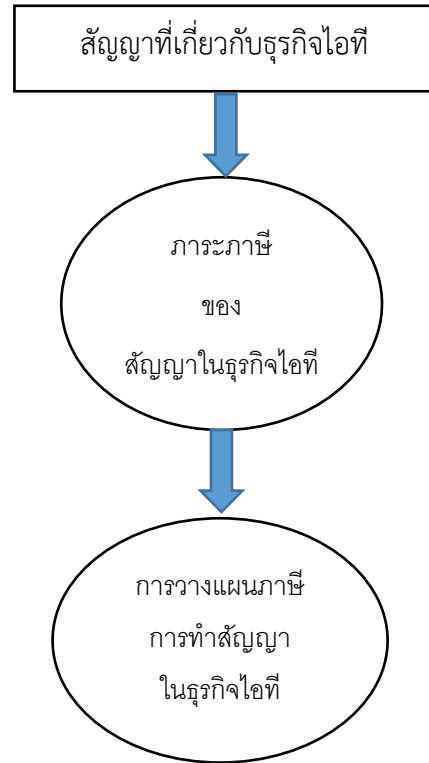 สัญญาที่เกี่ยวกับธุรกิจไอที
ภาระภาษี
ของ
สัญญาในธุรกิจไอที
การวางแผนภาษี
การทำสัญญา
ในธุรกิจไอที